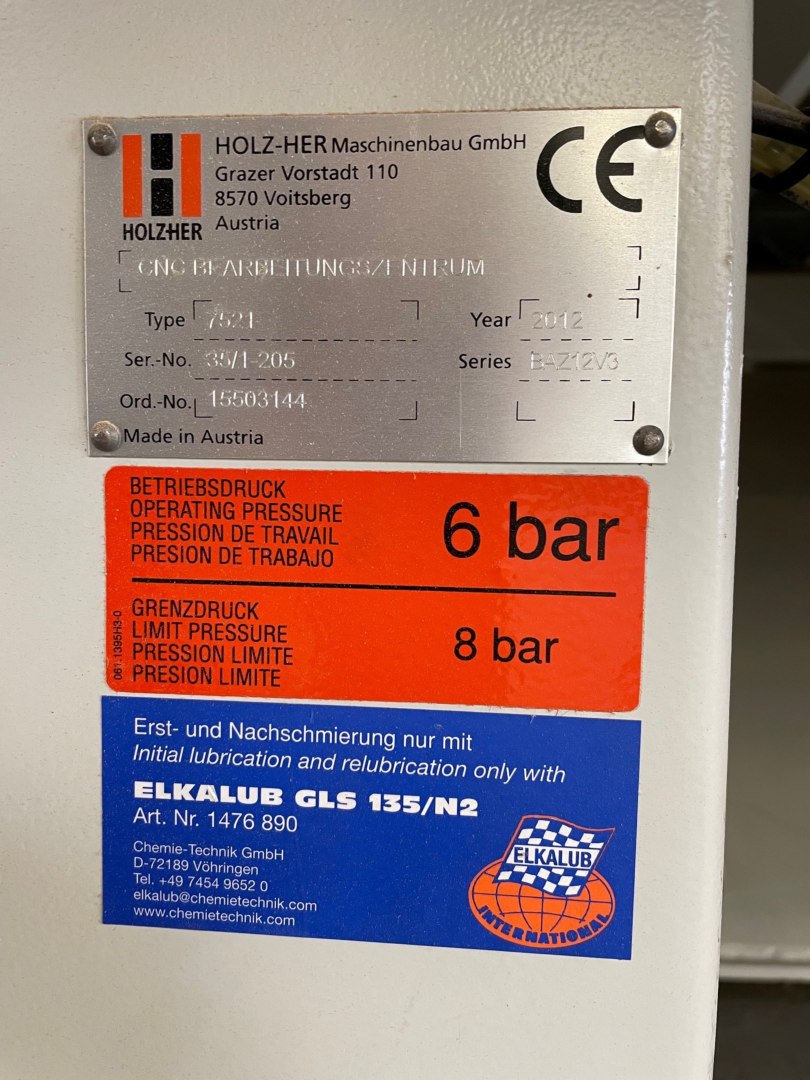 HOLZ-HER Maschinenbau GmbH
Grazer Vorstadt 110
8570 Voitsberg
Austria
HOLZHER
CE
CNC BEARBEITUNGSZENTRUM
Type 7521
Year 2012
Ser.-No. 35/1-205
Series BAZ12V3
Ord.-No. 15503144
Made in Austria
BETRIEBSDRUCK
OPERATING PRESSURE
PRESSION DE TRAVAIL
PRESION DE TRABAJO
6 bar
GRENZDRUCK
LIMIT PRESSURE
PRESSION LIMITE
PRESION LIMITE
8 bar
061.1395H3-0
Erst- und Nachschmierung nur mit
Initial lubrication and relubrication only with
ELKALUB GLS 135/N2
Art. Nr. 1476 890
Chemie-Technik GmbH
D-72189 Vöhringen
Tel. +49 7454 9652 0
elkalub@chemietechnik.com
www.chemietechnik.com
ELKALUB
INTERNATIONAL